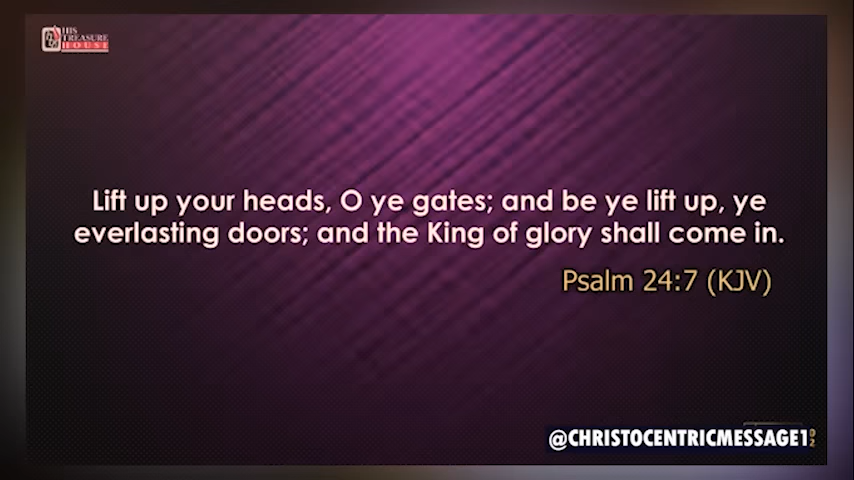 HIS
TREASURE
HOUSE
Lift up your heads, O ye gates; and be ye lift up, ye
everlasting doors; and the King of glory shall come in.
Psalm 24:7 (KJV)
@CHRISTOCENTRICMESSAGE1